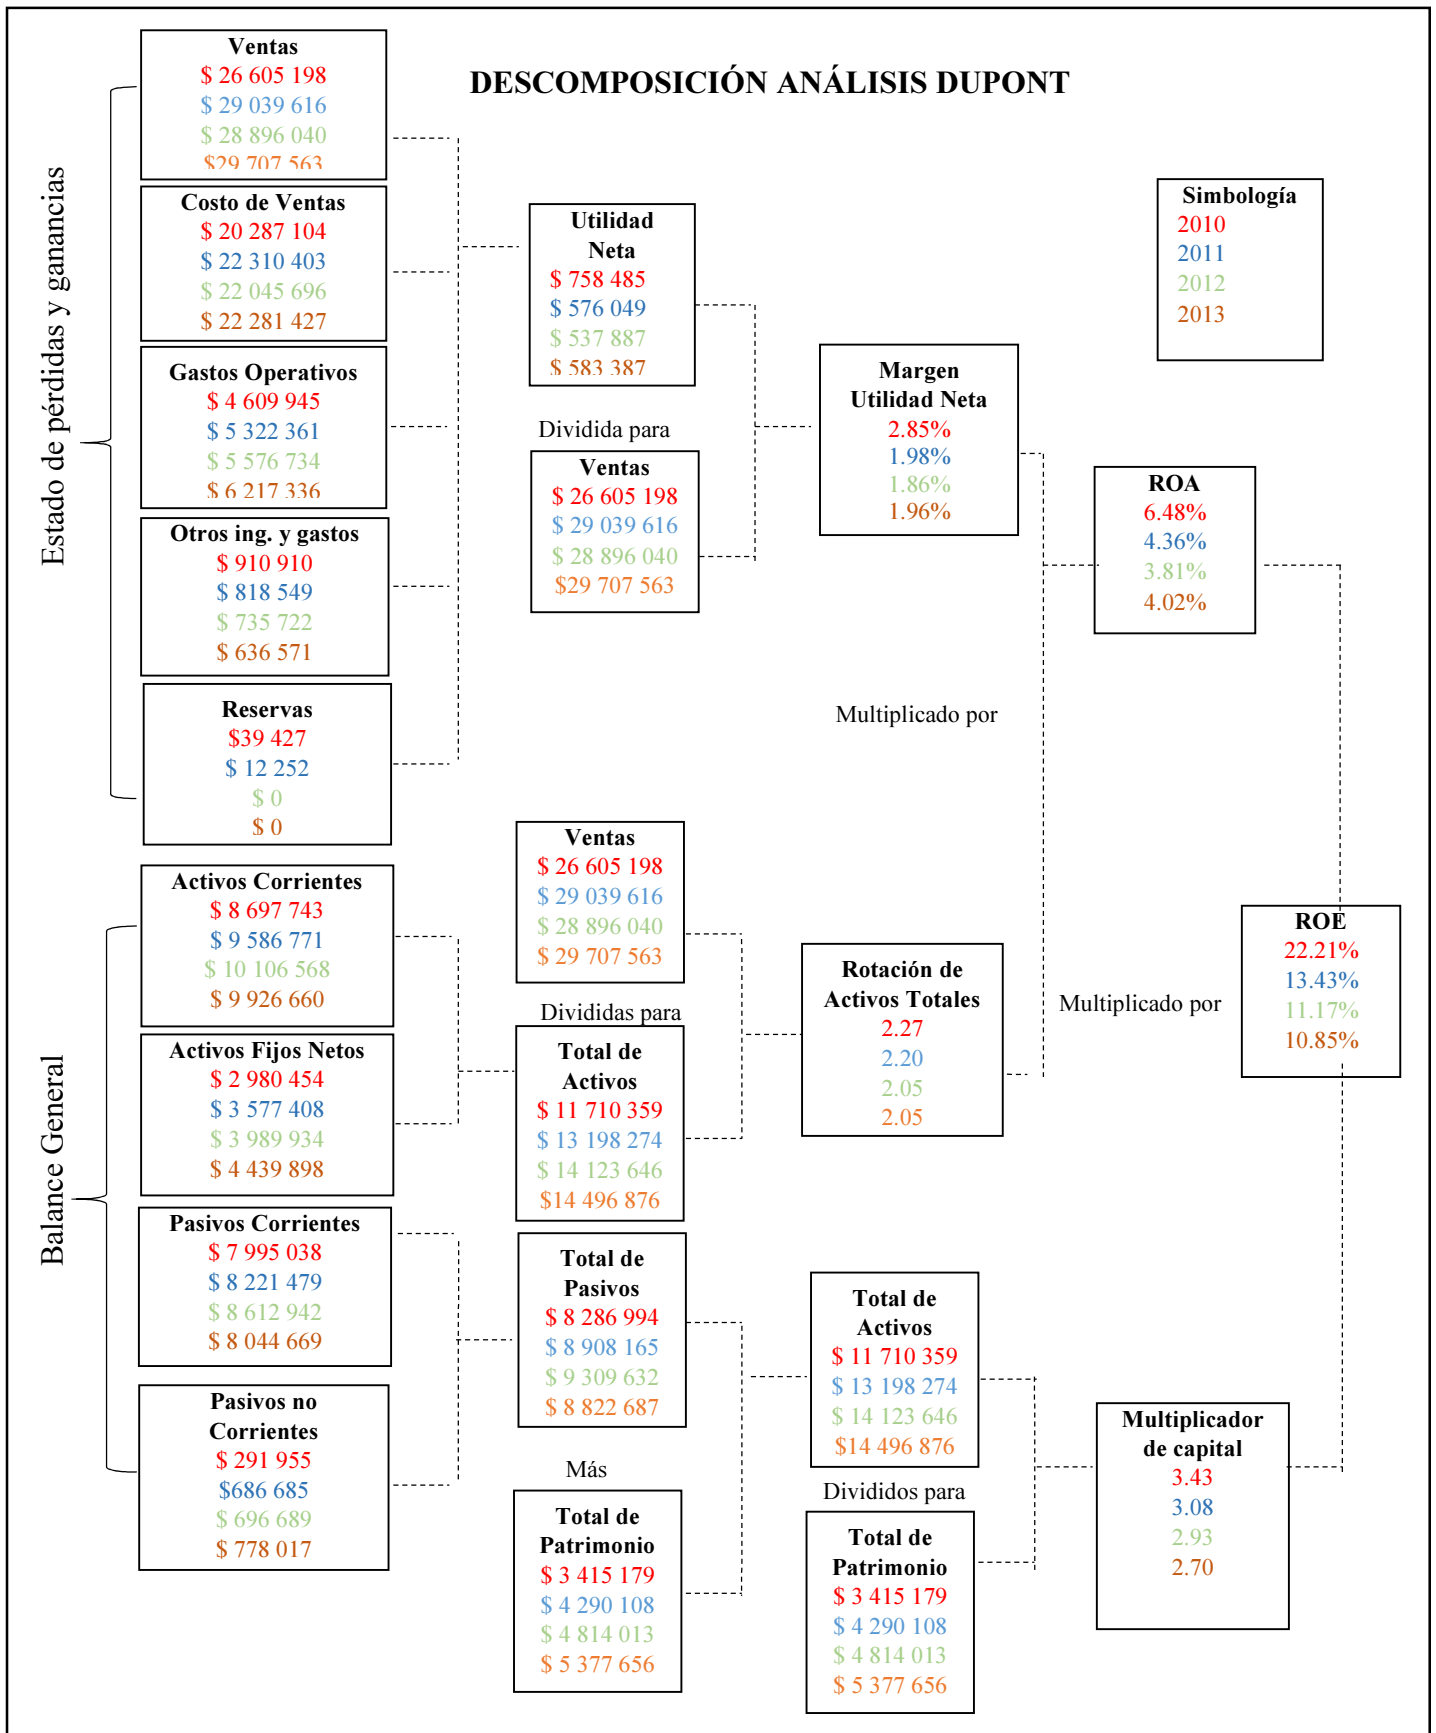 DESCOMPOSICIÓN ANÁLISIS DUPONT
Estado de pérdidas y ganancias
Ventas
$ 26 605 198
$ 29 039 616
$ 28 896 040
$29 707 563
Costo de Ventas
$ 20 287 104
$ 22 310 403
$ 22 045 696
$ 22 281 427
Gastos Operativos
$ 4 609 945
$ 5 322 361
$ 5 576 734
$ 6 217 336
Otros ing. y gastos
$ 910 910
$ 818 549
$ 735 722
$ 636 571
Reservas
$39 427
$ 12 252
$ 0
$ 0
Utilidad
Neta
$ 758 485
$ 576 049
$ 537 887
$ 583 387
Dividida para
Ventas
$ 26 605 198
$ 29 039 616
$ 28 896 040
$29 707 563
Margen
Utilidad Neta
2.85%
1.98%
1.86%
1.96%
Simbología
2010
2011
2012
2013
ROA
6.48%
4.36%
3.81%
4.02%
Multiplicado por
Balance General
Activos Corrientes
$ 8 697 743
$ 9 586 771
$ 10 106 568
$ 9 926 660
Activos Fijos Netos
$ 2 980 454
$ 3 577 408
$ 3 989 934
$ 4 439 898
Pasivos Corrientes
$ 7 995 038
$ 8 221 479
$ 8 612 942
$ 8 044 669
Pasivos no
Corrientes
$ 291 955
$686 685
$ 696 689
$ 778 017
Ventas
$ 26 605 198
$ 29 039 616
$ 28 896 040
$ 29 707 563
Divididas para
Total de
Activos
$ 11 710 359
$ 13 198 274
$ 14 123 646
$14 496 876
Rotación de
Activos Totales
2.27
2.20
2.05
2.05
Multiplicado por
ROE
22.21%
13.43%
11.17%
10.85%
Total de
Pasivos
$ 8 286 994
$ 8 908 165
$ 9 309 632
$ 8 822 687
Más
Total de
Patrimonio
$ 3 415 179
$ 4 290 108
$ 4 814 013
$ 5 377 656
Total de
Activos
$ 11 710 359
$ 13 198 274
$ 14 123 646
$14 496 876
Divididos para
Total de
Patrimonio
$ 3 415 179
$ 4 290 108
$ 4 814 013
$ 5 377 656
Multiplicador
de capital
3.43
3.08
2.93
2.70